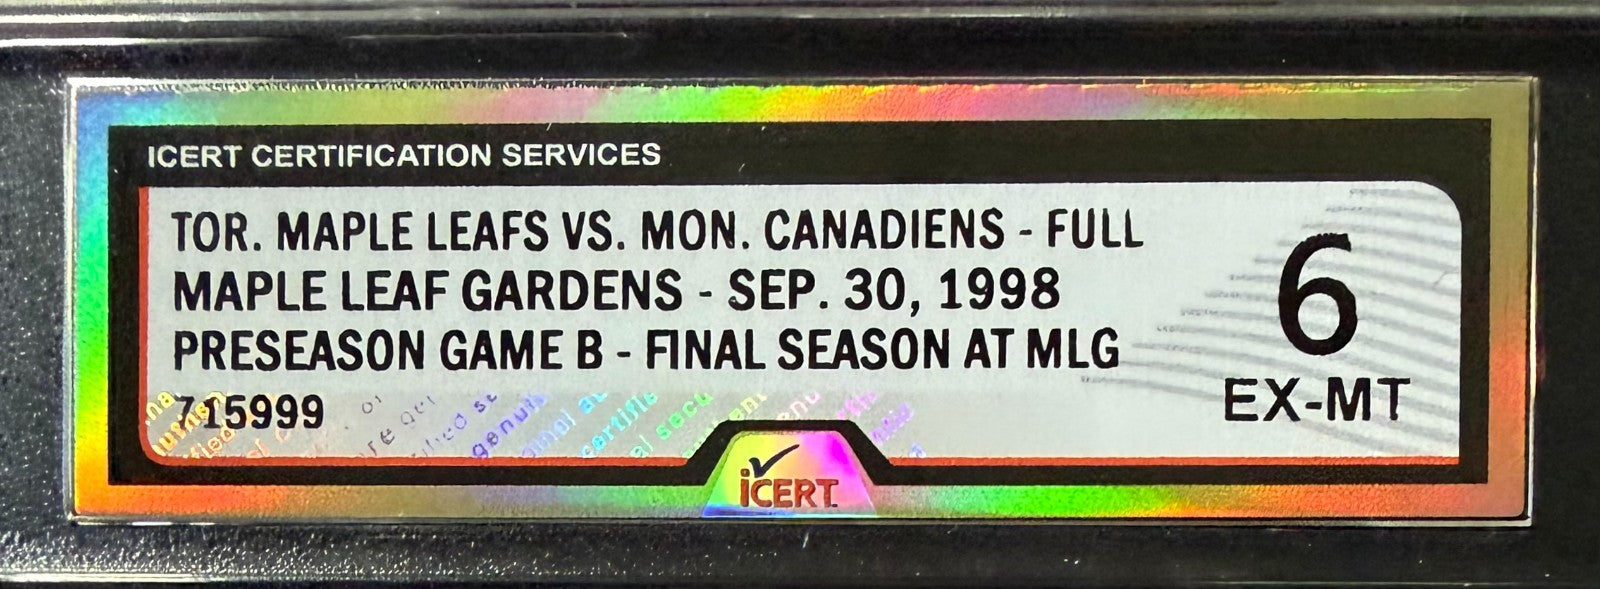 ICERT CERTIFICATION SERVICES
TOR. MAPLE LEAFS VS. MON. CANADIENS - FULL
MAPLE LEAF GARDENS - SEP. 30, 1998
PRESEASON GAME B - FINAL SEASON AT MLG
715999
6
EX-MT
iCERT